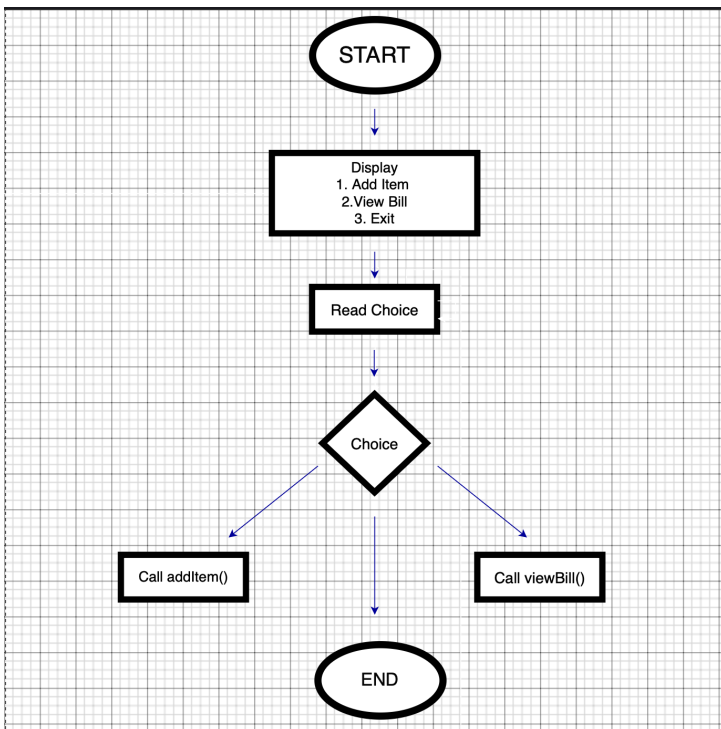 START
Display
1. Add Item
2.View Bill
3. Exit
Read Choice
Choice
Call addItem()
Call viewBill()
END